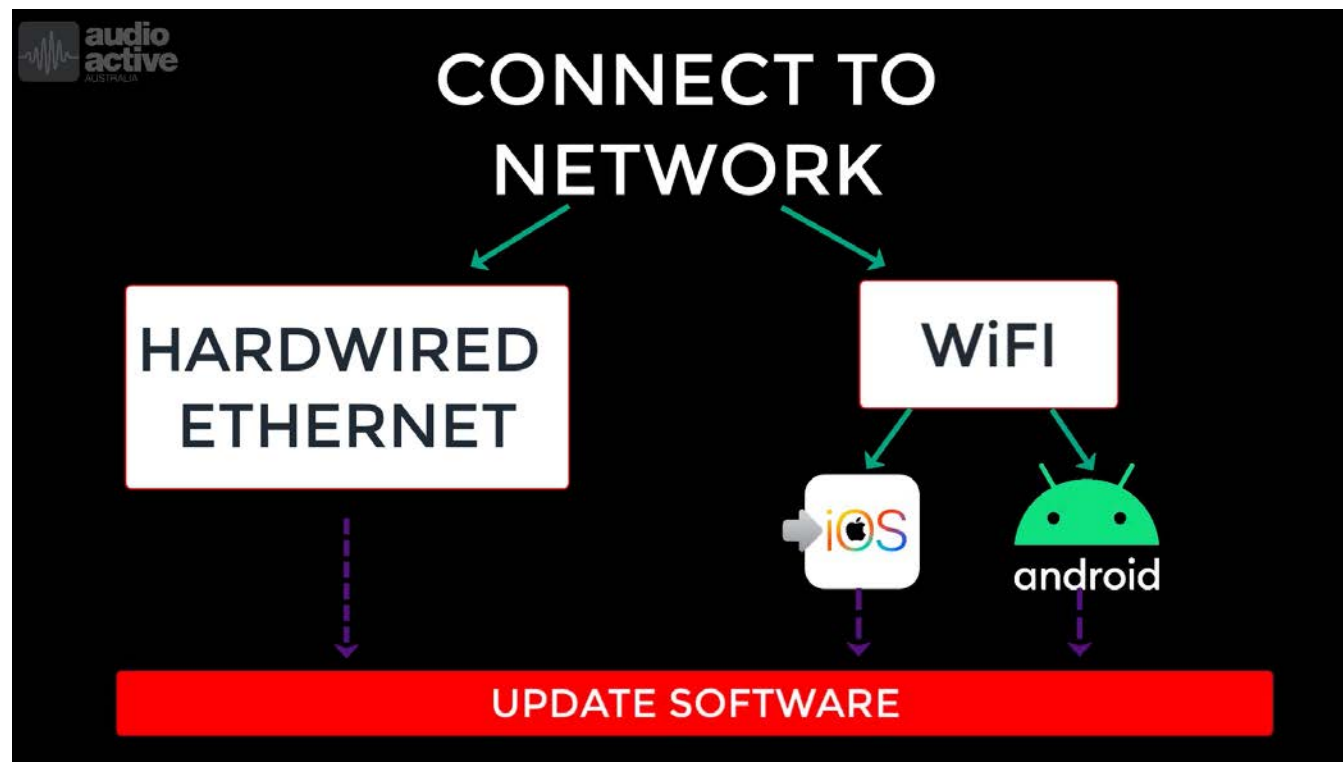 audio
active
AUSTRALIA
CONNECT TO
NETWORK
HARDWIRED
ETHERNET
WiFI
iOS
android
UPDATE SOFTWARE